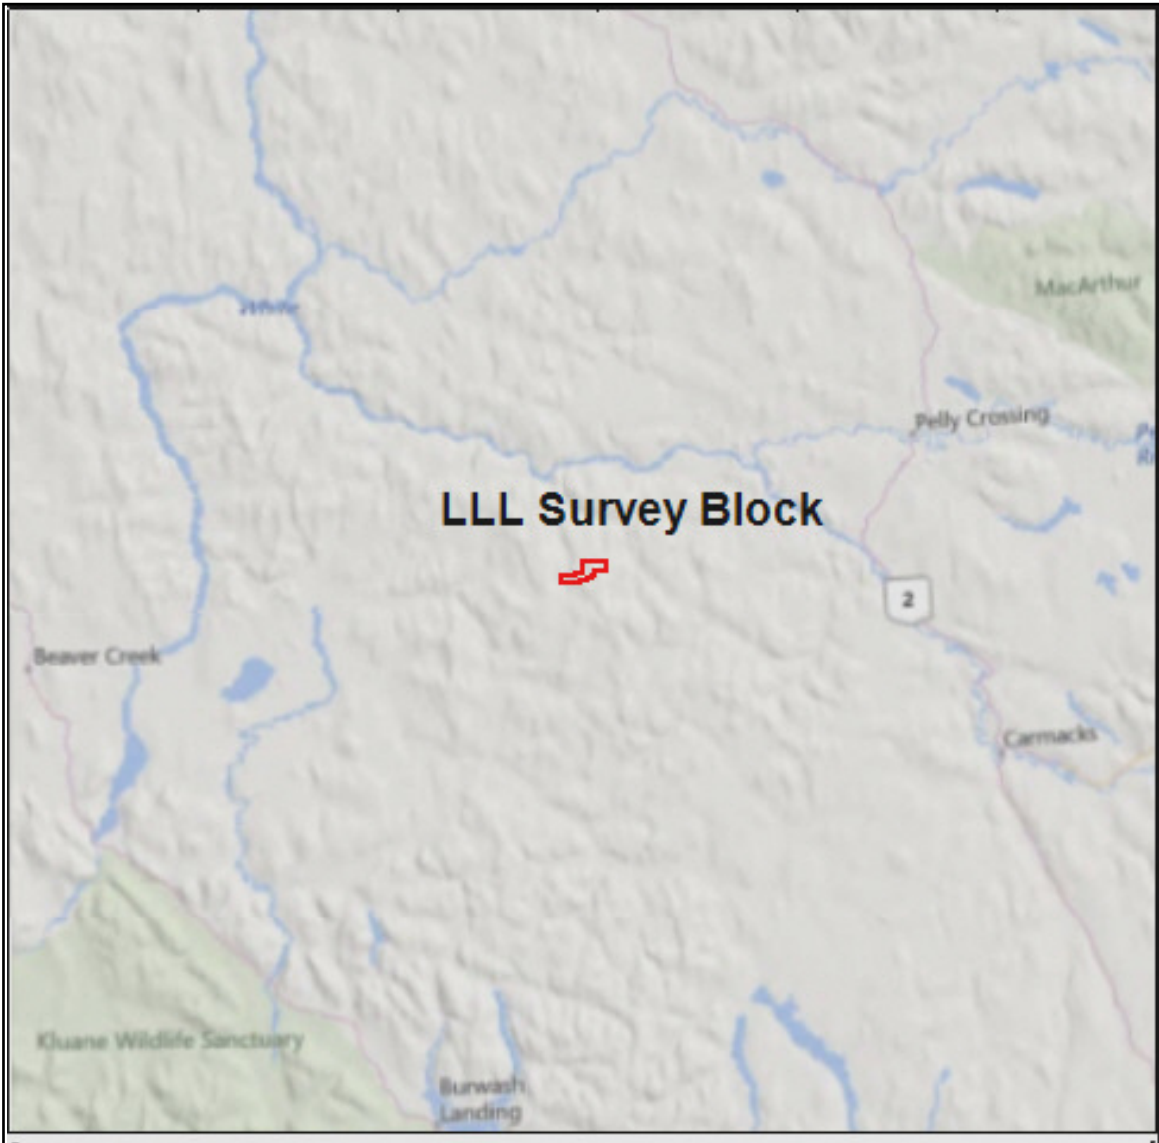 MacArthur
White
Pelly Crossing
LLL Survey Block
2
Beaver Creek
Carmacks
Kluane Wildlife Sanctuary
Burwash
Landing